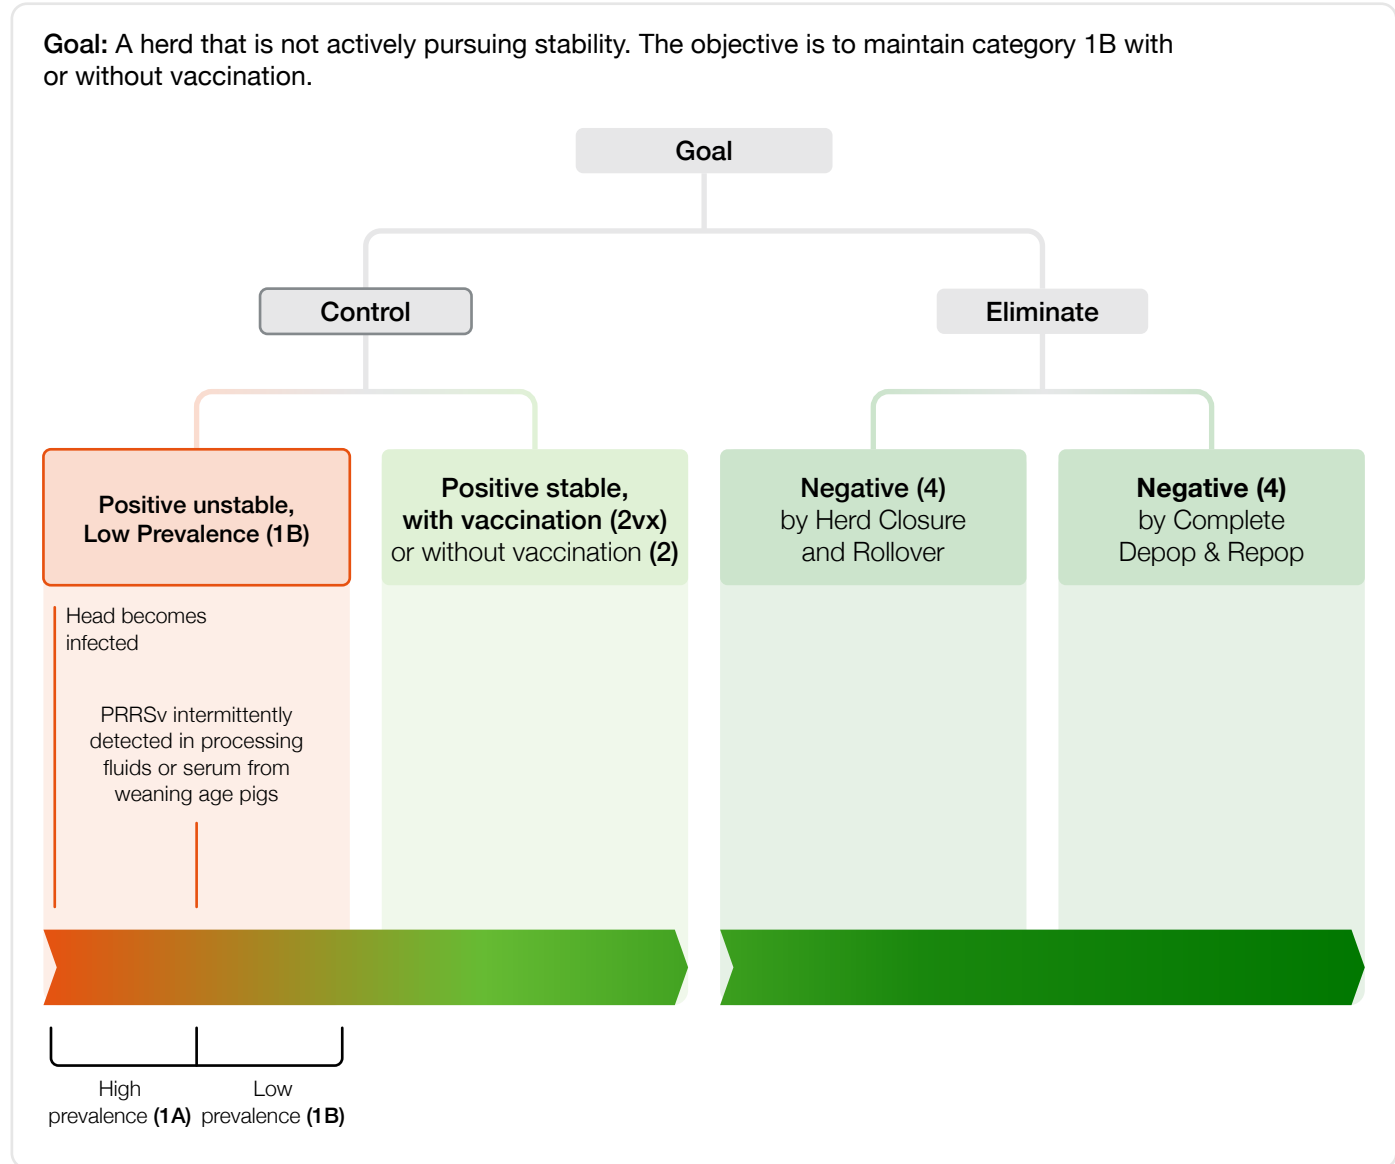 Goal: A herd that is not actively pursuing stability. The objective is to maintain category 1B with
or without vaccination.
Goal
Control
Eliminate
Positive unstable,
Low Prevalence (1B)
Positive stable,
with vaccination (2vx)
or without vaccination (2)
Negative (4)
by Herd Closure
and Rollover
Negative (4)
by Complete
Depop & Repop
Head becomes
infected
PRRSv intermittently
detected in processing
fluids or serum from
weaning age pigs
High
prevalence (1A)
Low
prevalence (1B)